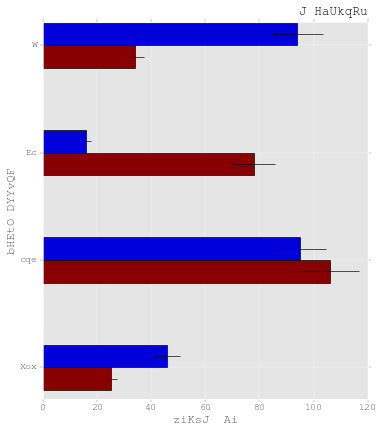 J HaUkqRu
W
Ec
cqe
Xox
bHEtO DYYvQF
0 20 40 60 80 100 120
ziKsJ Ai